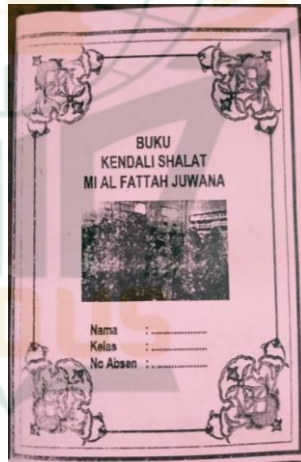 BUKU
KENDALI SHALAT
MI AL FATTAH JUWANA
Nama : ..................
Kelas : ..................
No Absen : ..................